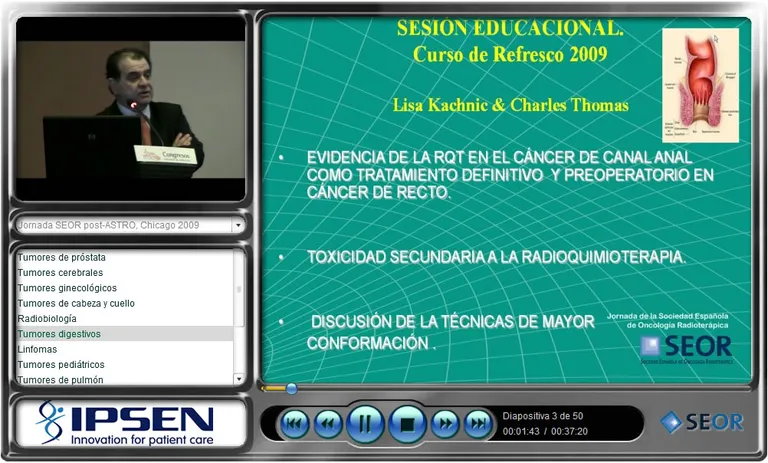 SESION EDUCACIONAL.
Curso de Refresco 2009
Lisa Kachnic & Charles Thomas
• EVIDENCIA DE LA RQT EN EL CÁNCER DE CANAL ANAL
COMO TRATAMIENTO DEFINITIVO Y PREOPERATORIO EN
CÁNCER DE RECTO.
• TOXICIDAD SECUNDARIA A LA RADIOQUIMIOTERAPIA.
• DISCUSIÓN DE LA TÉCNICAS DE MAYOR
CONFORMACIÓN .
Jornada de la Sociedad Española
de Oncología Radioterápica
SEOR
SOCIEDAD ESPAÑOLA DE ONCOLOGÍA RADIOTERÁPICA
Congresos
Jornada SEOR post-ASTRO, Chicago 2009
Tumores de próstata
Tumores cerebrales
Tumores ginecológicos
Tumores de cabeza y cuello
Radiobiología
Tumores digestivos
Linfomas
Tumores pediátricos
Tumores de pulmón
IPSEN
Innovation for patient care
Diapositiva 3 de 50
00:01:43 / 00:37:20
SEOR